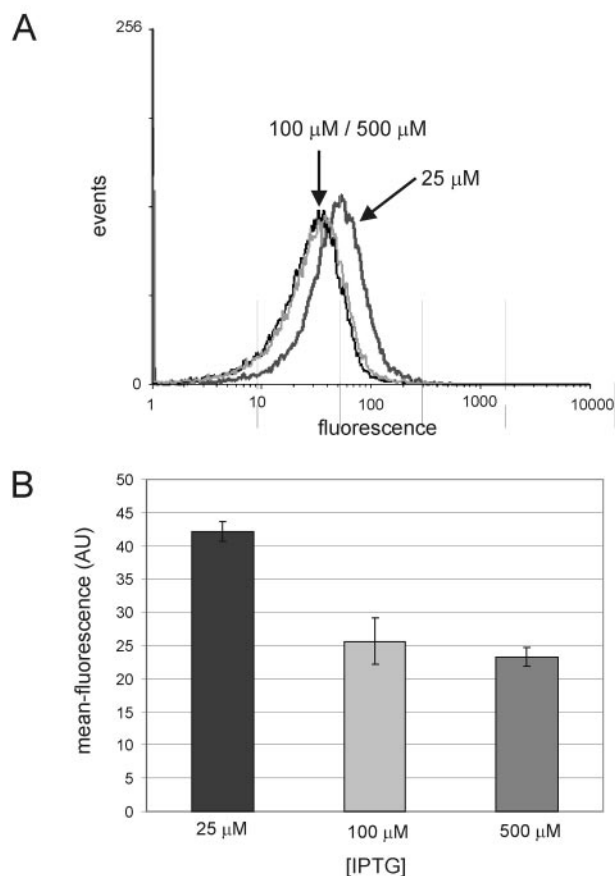 A
256
100 µM / 500 µM
25 µM
events
0
1 10 100 1000 10000
fluorescence
B
50
45
40
35
30
25
20
15
10
5
0
mean-fluorescence (AU)
25 µM 100 µM 500 µM
[IPTG]